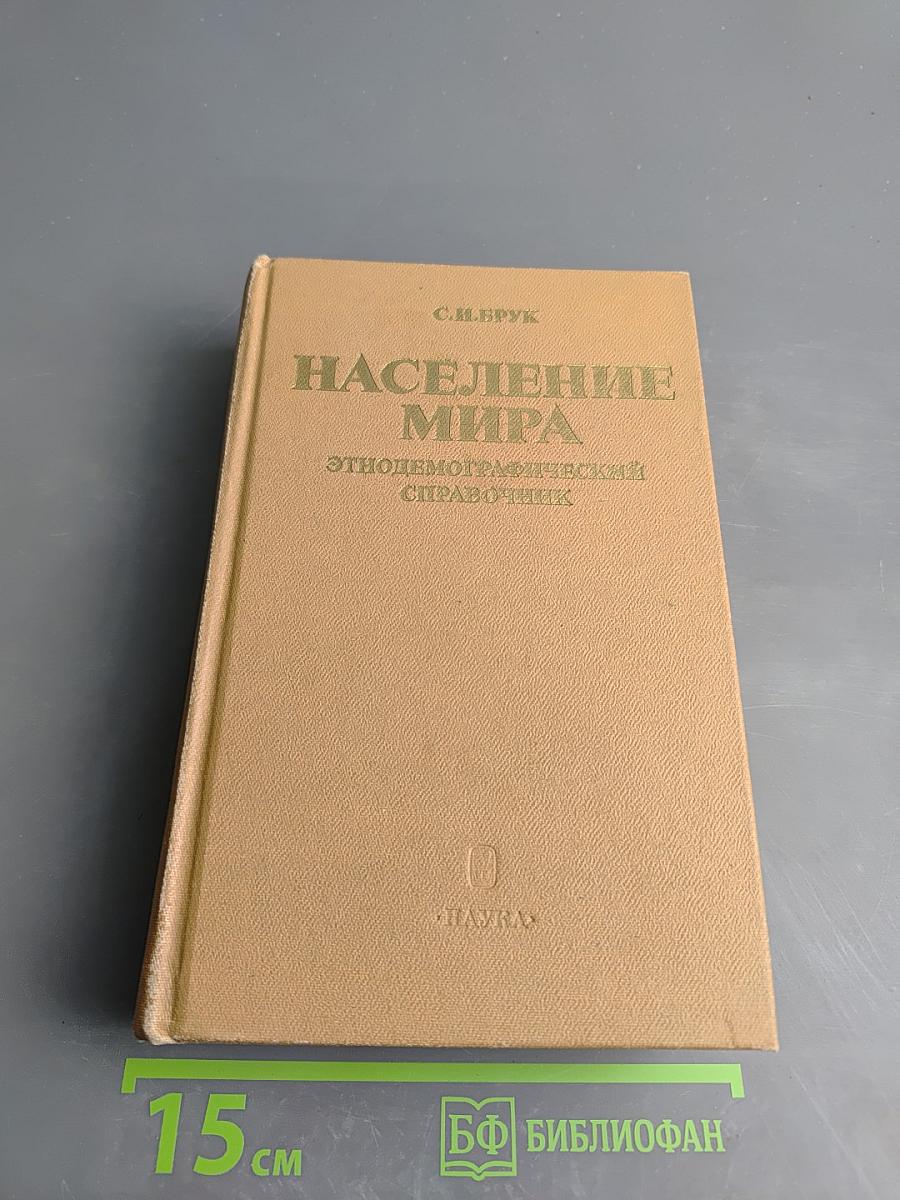 С.И.БРУК
НАСЕЛЕНИЕ
МИРА
ЭТНОДЕМОГРАФИЧЕСКИЙ
СПРАВОЧНИК
«НАУКА»
15 см
БФ БИБЛИОФАН